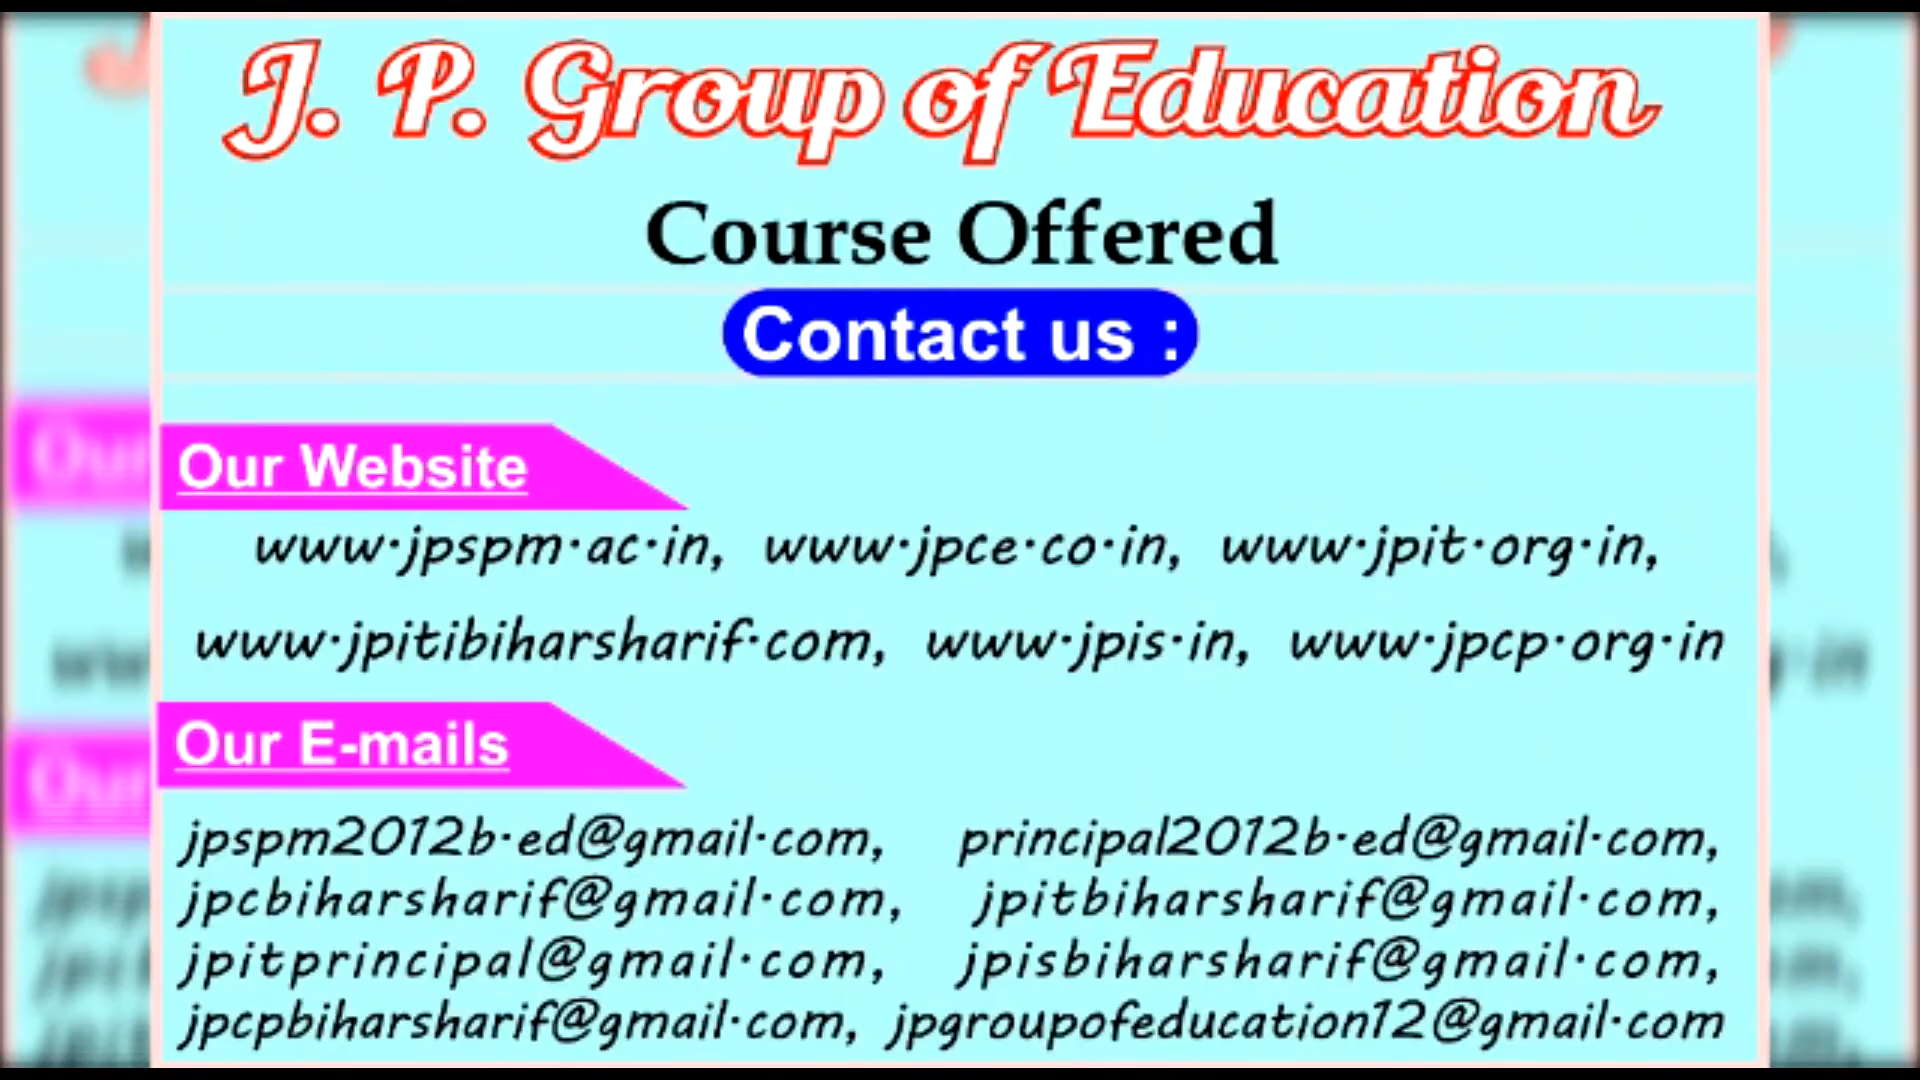 J. P. Group of Education
Course Offered
Contact us :
Our Website
www.jpspm.ac.in, www.jpce.co.in, www.jpit.org.in,
www.jpitibiharsharif.com, www.jpis.in, www.jpcp.org.in
Our E-mails
jpspm2012b.ed@gmail.com, principal2012b.ed@gmail.com,
jpcbiharsharif@gmail.com, jpitbiharsharif@gmail.com,
jpitprincipal@gmail.com, jpisbiharsharif@gmail.com,
jpcpbiharsharif@gmail.com, jpgroupofeducation12@gmail.com